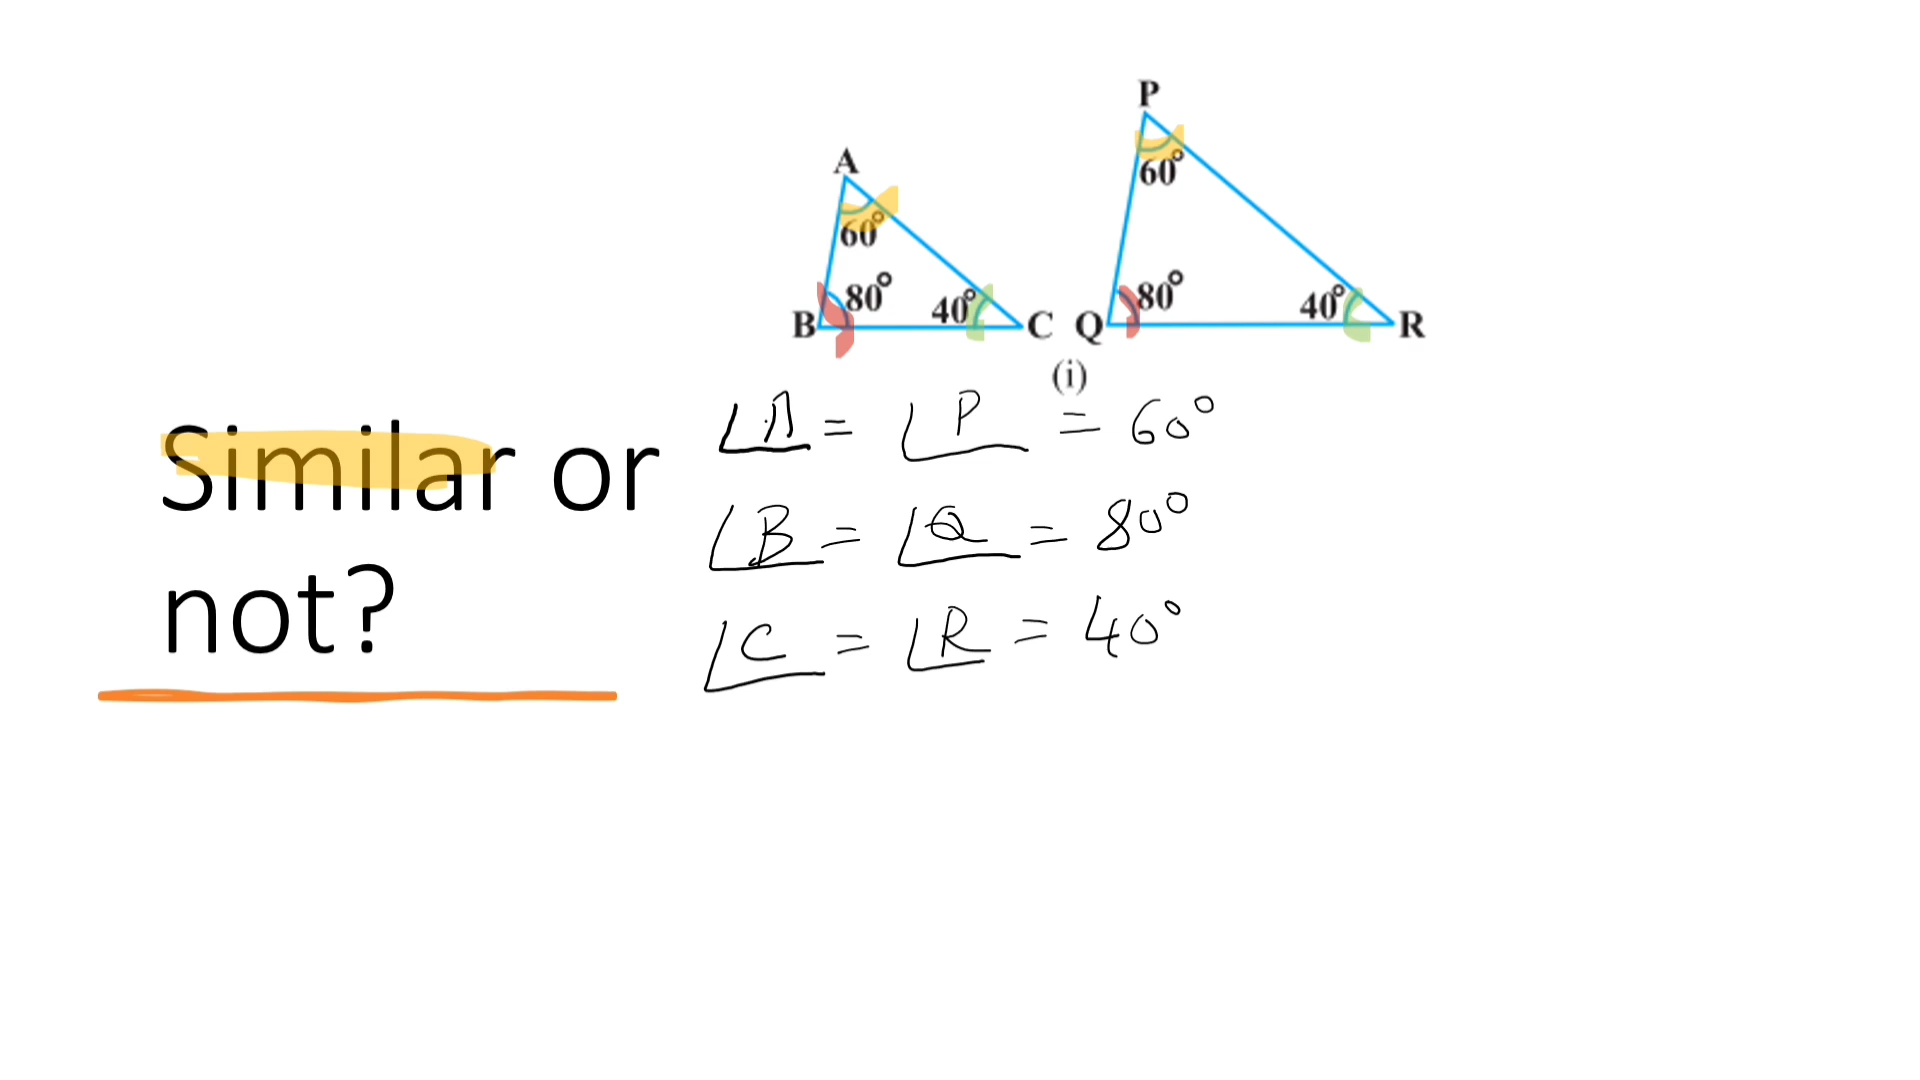 P
A
60°
60°
80°
40°
80°
40°
B
C
Q
R
(i)
∠A = ∠P = 60°
Similar or
∠B = ∠Q = 80°
not?
∠C = ∠R = 40°